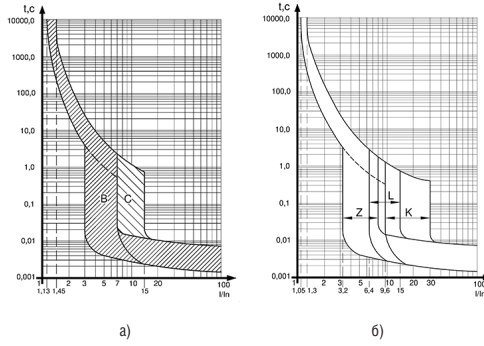 t,c
10000,0
1000,0
100,0
10,0
1,0
0,1
0,01
0,001
B
C
1 2 3 5 7 10 100
1,13 1,45 15 I/In
а)
t,c
10000,0
1000,0
100,0
10,0
1,0
0,1
0,01
0,001
L
Z
K
1 2 3 5 10 20 30 100
1,05 1,3 3,2 6,4 9,6 15 I/In
б)